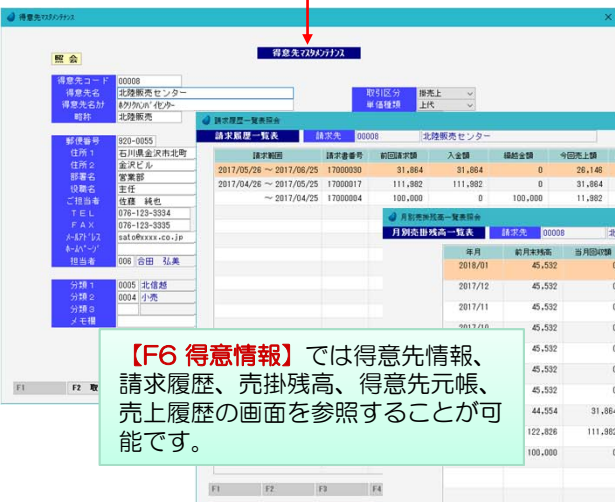 得意先マスタメンテナンス
照 会
得意先マスタメンテナンス
得意先コード 00008
得意先名 北陸販売センター
取引区分 掛売上
得意先名カナ ﾎｸﾘｸﾊﾝﾊﾞｲｾﾝﾀｰ
単価種類 上代
略称 北陸販売
郵便番号 920-0055
住所１ 石川県金沢市北町
住所２ 金沢ビル
部署名 営業部
役職名 主任
ご担当者 佐藤 純也
ＴＥＬ 076-123-3334
ＦＡＸ 076-123-3335
メールアドレス sato@xxxx.co.jp
ホームページ
担当者 006 合田 弘美
分類１ 0005 北信越
分類２ 0004 小売
分類３
メモ欄
F1 F2 取
請求履歴一覧表照会
請求履歴一覧表 請求先 00008 北陸販売センター
請求範囲 請求書番号 前回請求額 入金額 繰越金額 今回売上額
2017/05/26 ～ 2017/06/25 17000030 31,864 31,864 0 26,146
2017/04/26 ～ 2017/05/25 17000017 111,982 111,982 0 31,864
～ 2017/04/25 17000004 100,000 0 100,000 11,982
F1 F2 F3 F4
月別売掛残高一覧表照会
月別売掛残高一覧表 請求先 00008
年月 前月末残高 当月回収額
2018/01 45,532
2017/12 45,532
2017/11 45,532
2017/10 45,532
45,532
45,532
45,532
44,554 31,864
122,826 111,982
100,000
【F6 得意情報】では得意先情報、
請求履歴、売掛残高、得意先元帳、
売上履歴の画面を参照することが可
能です。